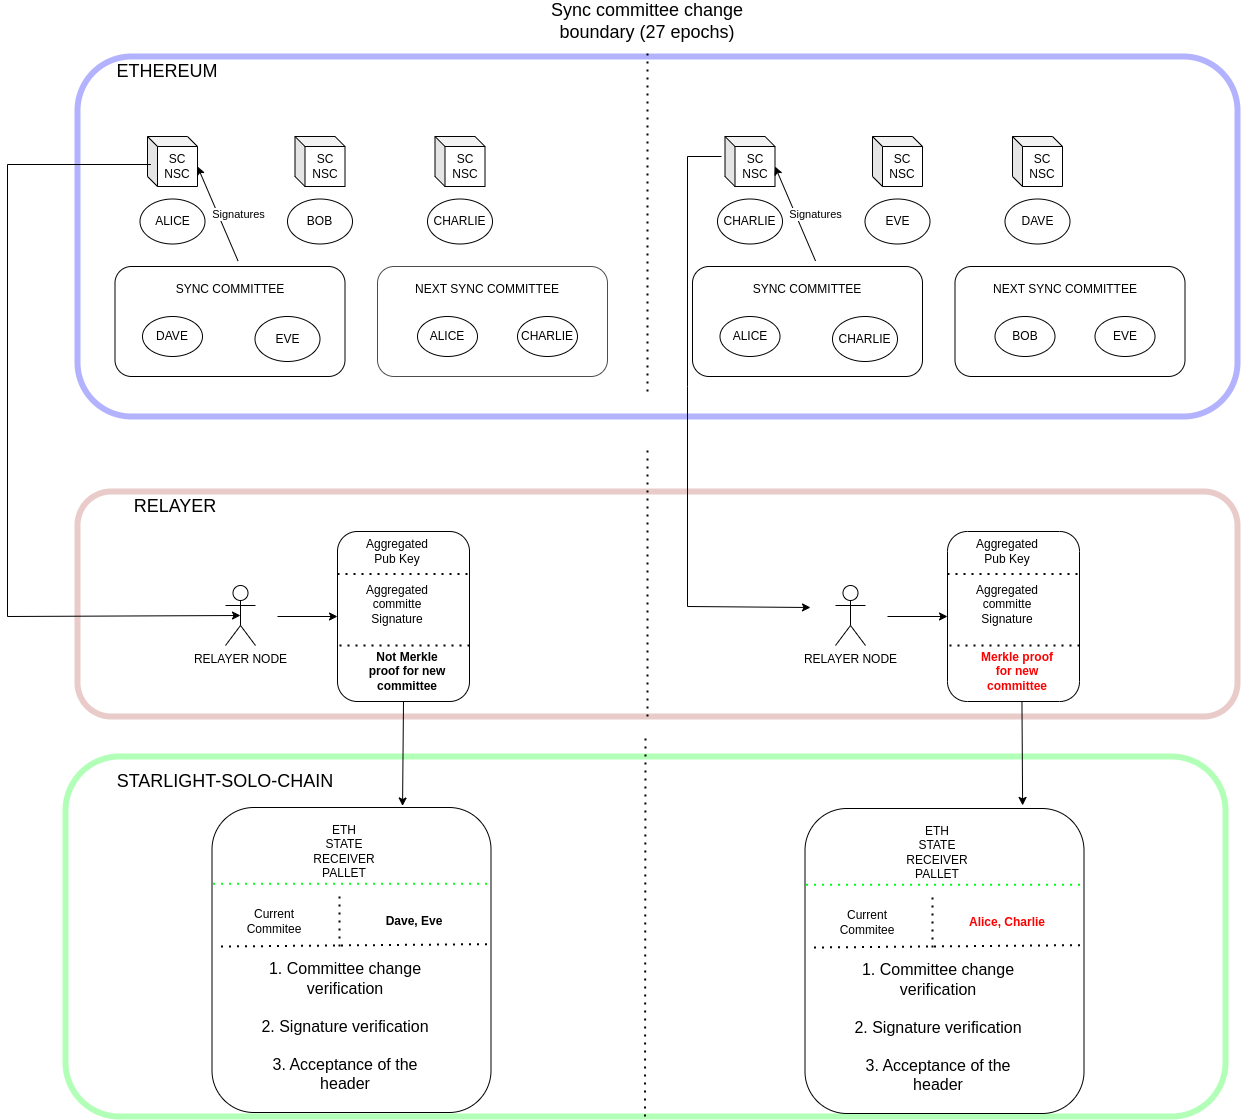 Sync committee change
boundary (27 epochs)
ETHEREUM
SC
NSC
SC
NSC
SC
NSC
SC
NSC
SC
NSC
SC
NSC
ALICE
Signatures
BOB
CHARLIE
CHARLIE
Signatures
EVE
DAVE
SYNC COMMITTEE
DAVE
EVE
NEXT SYNC COMMITTEE
ALICE
CHARLIE
SYNC COMMITTEE
ALICE
CHARLIE
NEXT SYNC COMMITTEE
BOB
EVE
RELAYER
RELAYER NODE
Aggregated
Pub Key
Aggregated
committe
Signature
Not Merkle
proof for new
committee
RELAYER NODE
Aggregated
Pub Key
Aggregated
committe
Signature
Merkle proof
for new
committee
STARLIGHT-SOLO-CHAIN
ETH
STATE
RECEIVER
PALLET
Current
Commitee
Dave, Eve
1. Committee change
verification
2. Signature verification
3. Acceptance of the
header
ETH
STATE
RECEIVER
PALLET
Current
Commitee
Alice, Charlie
1. Committee change
verification
2. Signature verification
3. Acceptance of the
header